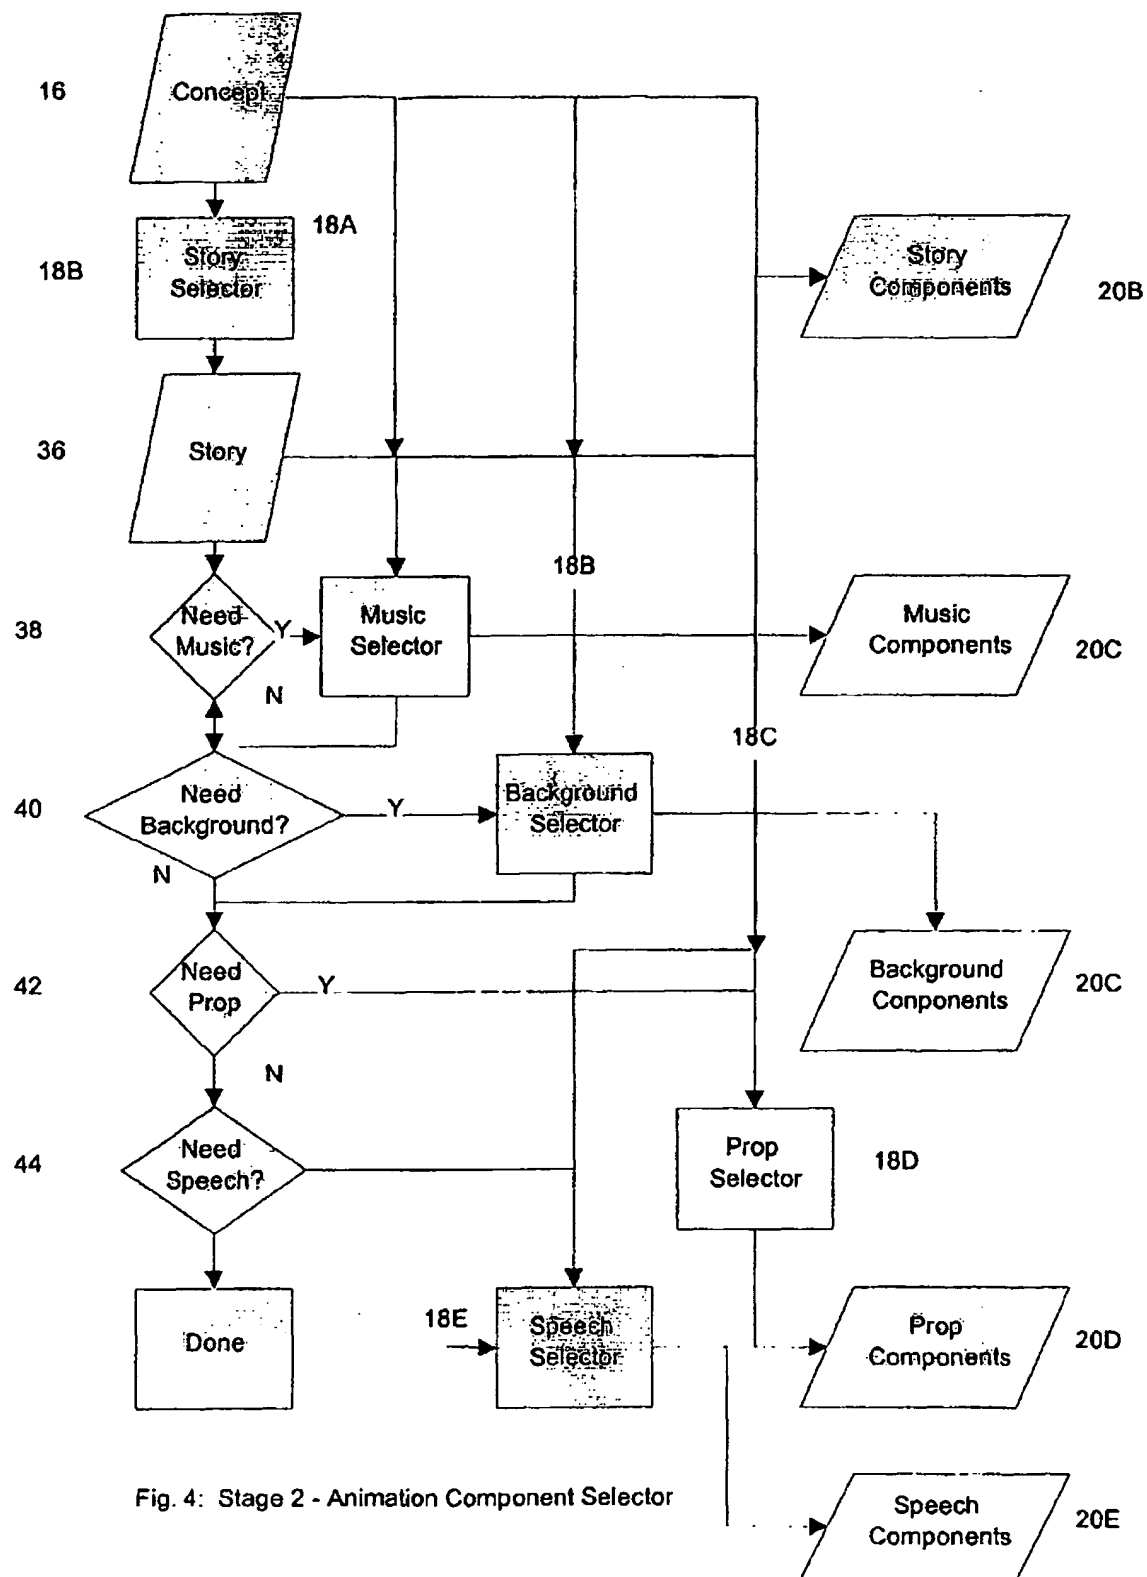 16
Concept
18A
18B
Story
Selector
Story
Components
20B
36
Story
18B
38
Need
Music?
Y
Music
Selector
Music
Components
20C
N
18C
40
Need
Background?
Y
Background
Selector
N
42
Need
Prop
Y
Background
Conponents
20C
N
44
Need
Speech?
Prop
Selector
18D
Done
18E
Speech
Selector
Prop
Components
20D
Fig. 4: Stage 2 - Animation Component Selector
Speech
Components
20E